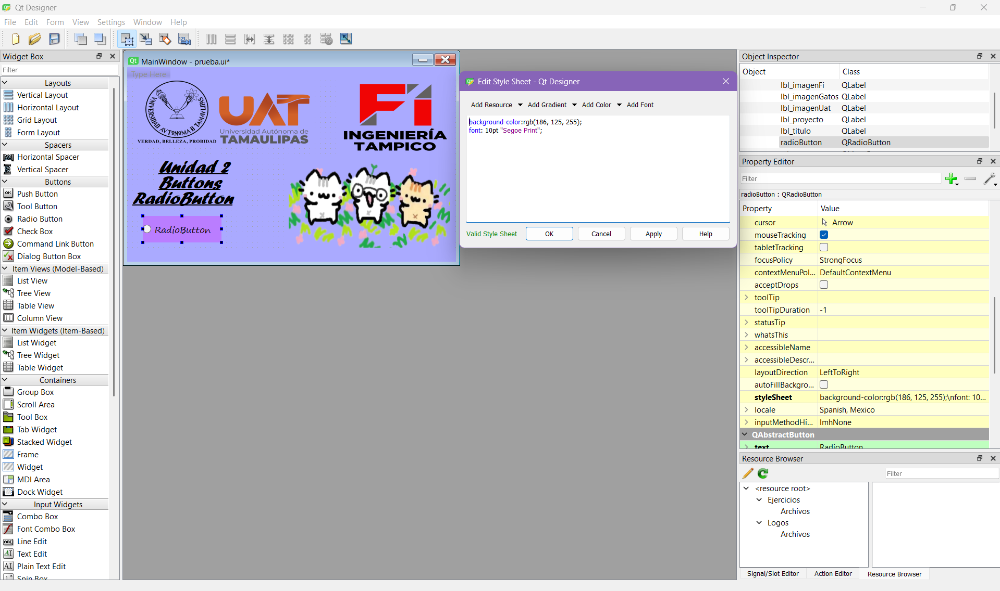 Qt Designer
File Edit Form View Settings Window Help
Widget Box
Filter
Layouts
Vertical Layout
Horizontal Layout
Grid Layout
Form Layout
Spacers
Horizontal Spacer
Vertical Spacer
Buttons
Push Button
Tool Button
Radio Button
Check Box
Command Link Button
Dialog Button Box
Item Views (Model-Based)
List View
Tree View
Table View
Column View
Item Widgets (Item-Based)
List Widget
Tree Widget
Table Widget
Containers
Group Box
Scroll Area
Tool Box
Tab Widget
Stacked Widget
Frame
Widget
MDI Area
Dock Widget
Input Widgets
Combo Box
Font Combo Box
Line Edit
Text Edit
Plain Text Edit
Spin Box
MainWindow - prueba.ui*
Type Here
VERDAD, BELLEZA, PROBIDAD
UAT
Universidad Autónoma de
TAMAULIPAS
Fi
INGENIERÍA
TAMPICO
Unidad 2
Buttons
RadioButton
RadioButton
Edit Style Sheet - Qt Designer
Add Resource Add Gradient Add Color Add Font
background-color:rgb(186, 125, 255);
font: 10pt "Segoe Print";
Valid Style Sheet OK Cancel Apply Help
Object Inspector
Object Class
lbl_imagenFi QLabel
lbl_imagenGatos QLabel
lbl_imagenUat QLabel
lbl_proyecto QLabel
lbl_titulo QLabel
radioButton QRadioButton
Property Editor
Filter
radioButton : QRadioButton
Property Value
cursor Arrow
mouseTracking
tabletTracking
focusPolicy StrongFocus
contextMenuPol... DefaultContextMenu
acceptDrops
toolTip
toolTipDuration -1
statusTip
whatsThis
accessibleName
accessibleDescr...
layoutDirection LeftToRight
autoFillBackgro...
styleSheet background-color:rgb(186, 125, 255);\nfont: 10...
locale Spanish, Mexico
inputMethodHi... ImhNone
QAbstractButton
text RadioButton
Resource Browser
Filter
<resource root>
Ejercicios
Archivos
Logos
Archivos
Signal/Slot Editor Action Editor Resource Browser